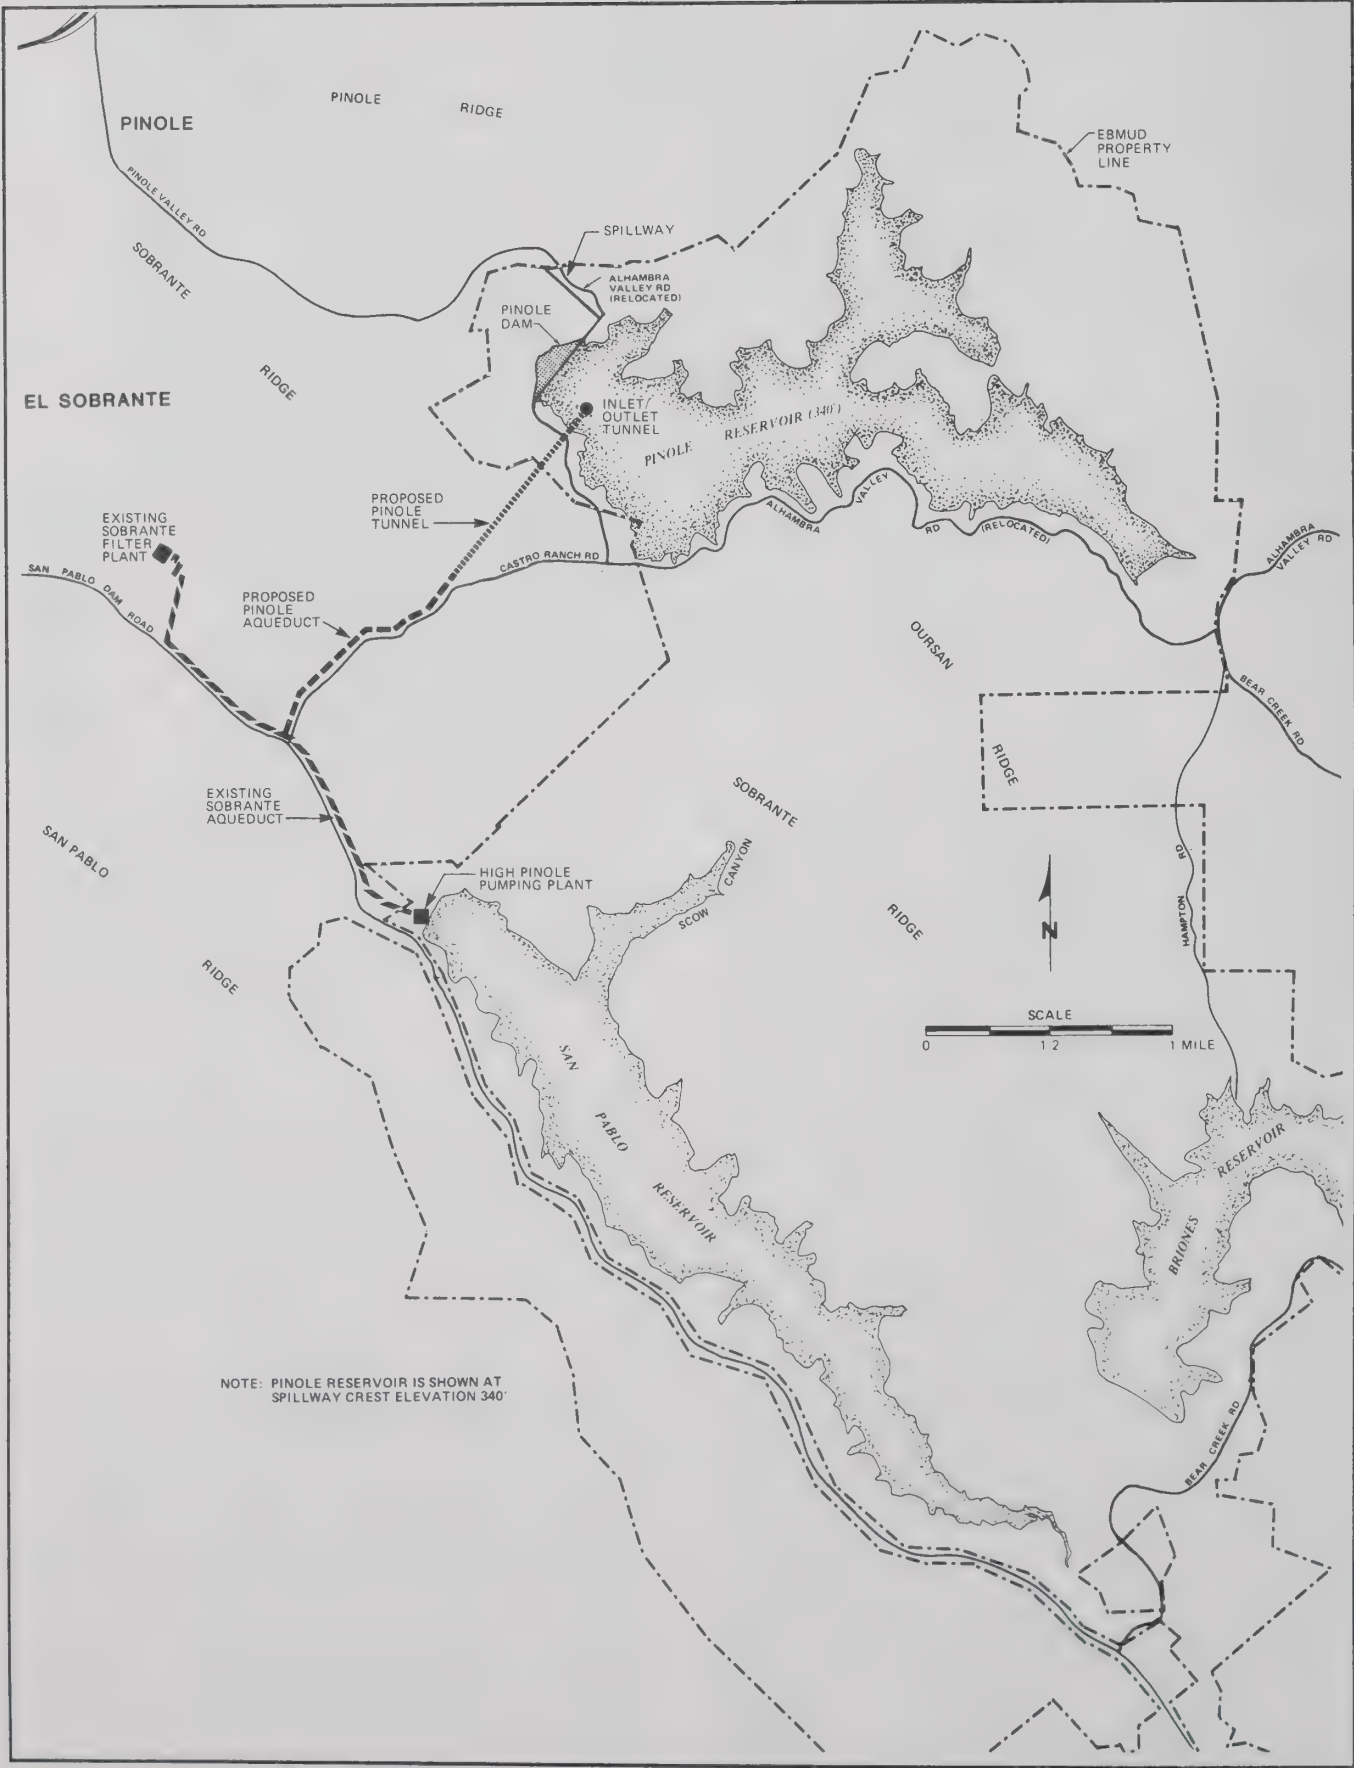 PINOLE RIDGE
PINOLE
EBMUD
PROPERTY
LINE
PINOLE VALLEY RD
SPILLWAY
SOBRANTE
ALHAMBRA
VALLEY RD
(RELOCATED)
PINOLE
DAM
RIDGE
EL SOBRANTE
INLET/
OUTLET
TUNNEL
PINOLE RESERVOIR (340')
PROPOSED
PINOLE
TUNNEL
EXISTING
SOBRANTE
FILTER
PLANT
ALHAMBRA VALLEY RD (RELOCATED)
ALHAMBRA
VALLEY RD
CASTRO RANCH RD
SAN PABLO DAM ROAD
PROPOSED
PINOLE
AQUEDUCT
OURSAN
BEAR CREEK RD
RIDGE
EXISTING
SOBRANTE
AQUEDUCT
SOBRANTE
SAN PABLO
HIGH PINOLE
PUMPING PLANT
SCOW CANYON
HAMPTON RD
RIDGE
N
RIDGE
SCALE
0 1 2 1 MILE
SAN
PABLO
RESERVOIR
BRIONES RESERVOIR
NOTE: PINOLE RESERVOIR IS SHOWN AT
SPILLWAY CREST ELEVATION 340'
BEAR CREEK RD